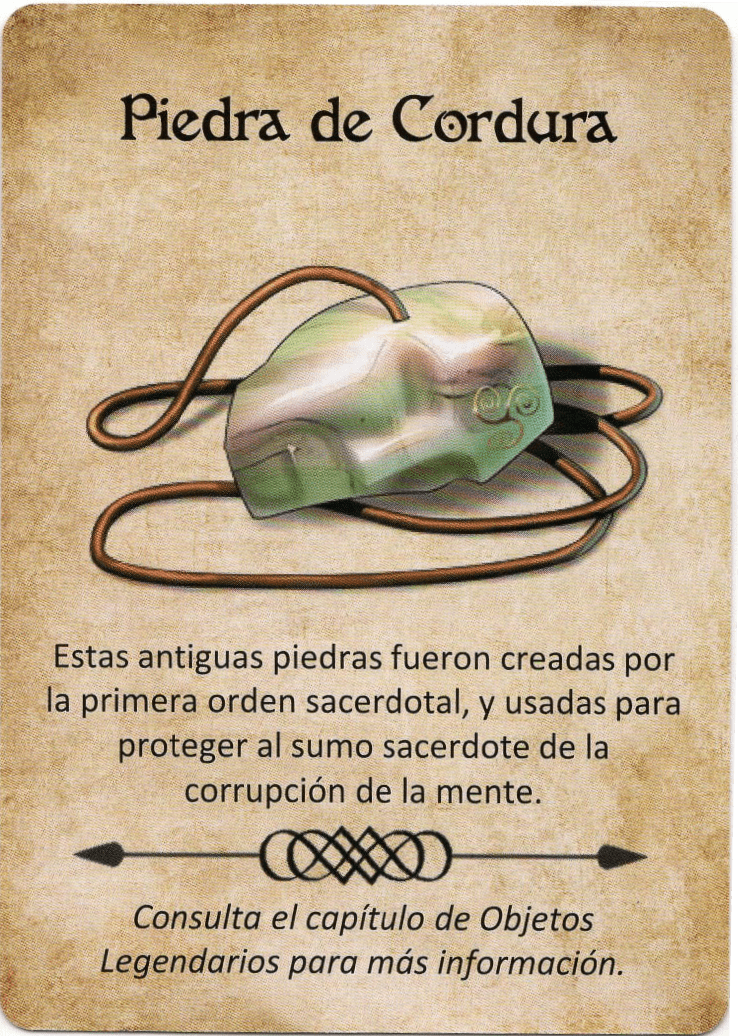 Piedra de Cordura
Estas antiguas piedras fueron creadas por
la primera orden sacerdotal, y usadas para
proteger al sumo sacerdote de la
corrupción de la mente.
Consulta el capítulo de Objetos
Legendarios para más información.